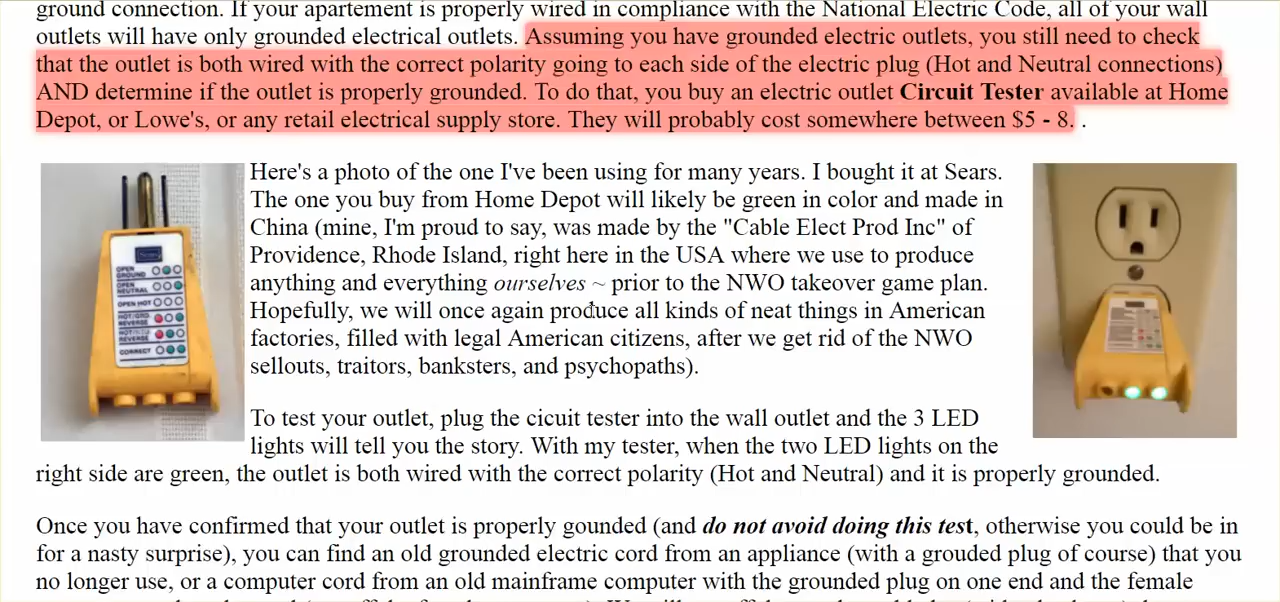 ground connection. If your apartement is properly wired in compliance with the National Electric Code, all of your wall
outlets will have only grounded electrical outlets. Assuming you have grounded electric outlets, you still need to check
that the outlet is both wired with the correct polarity going to each side of the electric plug (Hot and Neutral connections)
AND determine if the outlet is properly grounded. To do that, you buy an electric outlet Circuit Tester available at Home
Depot, or Lowe's, or any retail electrical supply store. They will probably cost somewhere between $5 - 8. .
Here's a photo of the one I've been using for many years. I bought it at Sears.
The one you buy from Home Depot will likely be green in color and made in
China (mine, I'm proud to say, was made by the "Cable Elect Prod Inc" of
Providence, Rhode Island, right here in the USA where we use to produce
anything and everything ourselves ~ prior to the NWO takeover game plan.
Hopefully, we will once again produce all kinds of neat things in American
factories, filled with legal American citizens, after we get rid of the NWO
sellouts, traitors, banksters, and psychopaths).
To test your outlet, plug the cicuit tester into the wall outlet and the 3 LED
lights will tell you the story. With my tester, when the two LED lights on the
right side are green, the outlet is both wired with the correct polarity (Hot and Neutral) and it is properly grounded.
Once you have confirmed that your outlet is properly gounded (and do not avoid doing this test, otherwise you could be in
for a nasty surprise), you can find an old grounded electric cord from an appliance (with a grouded plug of course) that you
no longer use, or a computer cord from an old mainframe computer with the grounded plug on one end and the female
OPEN GROUND
OPEN NEUTRAL
OPEN HOT
HOT/GRD REVERSE
HOT/ REVERSE
CORRECT